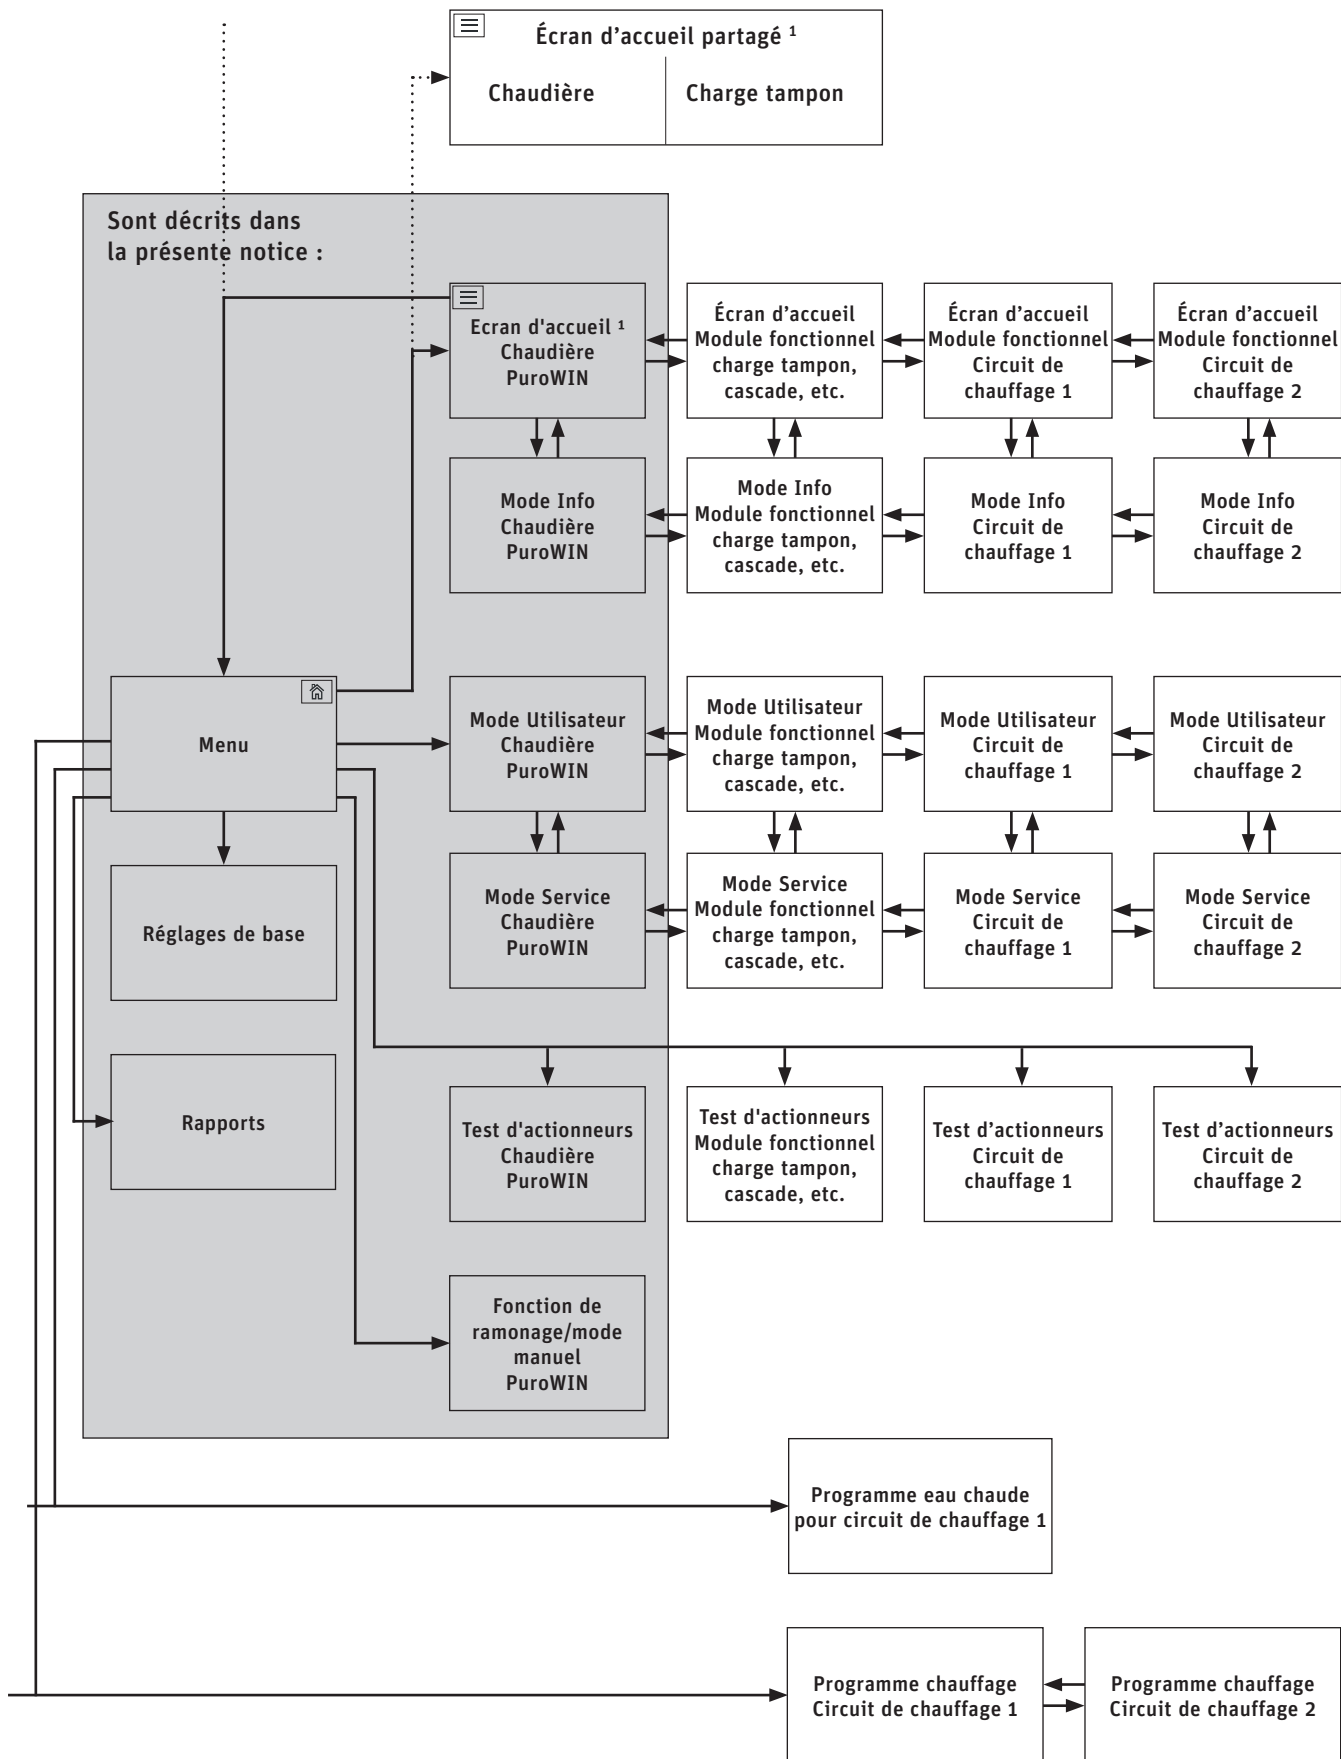 Écran d’accueil partagé ¹
Chaudière
Charge tampon
Sont décrits dans
la présente notice :
Ecran d'accueil ¹
Chaudière
PuroWIN
Écran d’accueil
Module fonctionnel
charge tampon,
cascade, etc.
Écran d’accueil
Module fonctionnel
Circuit de
chauffage 1
Écran d’accueil
Module fonctionnel
Circuit de
chauffage 2
Mode Info
Chaudière
PuroWIN
Mode Info
Module fonctionnel
charge tampon,
cascade, etc.
Mode Info
Circuit de
chauffage 1
Mode Info
Circuit de
chauffage 2
Menu
Mode Utilisateur
Chaudière
PuroWIN
Mode Utilisateur
Module fonctionnel
charge tampon,
cascade, etc.
Mode Utilisateur
Circuit de
chauffage 1
Mode Utilisateur
Circuit de
chauffage 2
Réglages de base
Mode Service
Chaudière
PuroWIN
Mode Service
Module fonctionnel
charge tampon,
cascade, etc.
Mode Service
Circuit de
chauffage 1
Mode Service
Circuit de
chauffage 2
Rapports
Test d'actionneurs
Chaudière
PuroWIN
Test d'actionneurs
Module fonctionnel
charge tampon,
cascade, etc.
Test d’actionneurs
Circuit de
chauffage 1
Test d’actionneurs
Circuit de
chauffage 2
Fonction de
ramonage/mode
manuel
PuroWIN
Programme eau chaude
pour circuit de chauffage 1
Programme chauffage
Circuit de chauffage 1
Programme chauffage
Circuit de chauffage 2